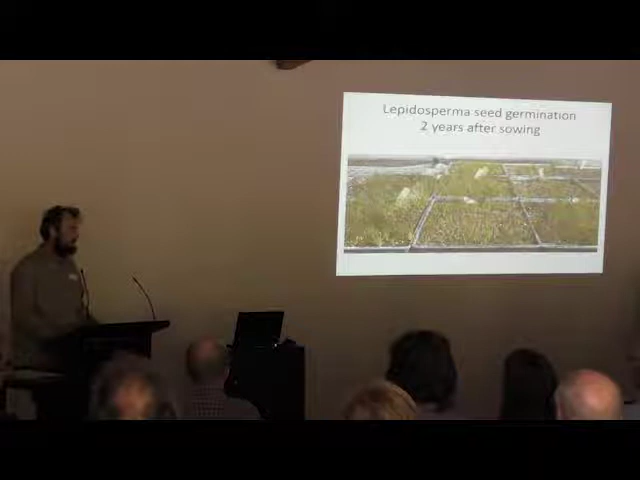 Lepidosperma seed germination
2 years after sowing